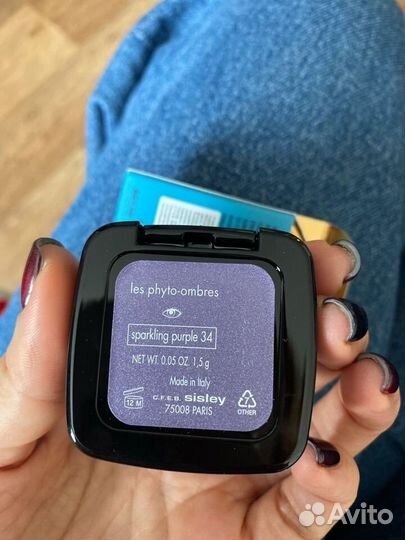 les phyto-ombres
sparkling purple 34
NET WT. 0.05 OZ. 1,5 g
Made in Italy
12 M
C.F.E.B. sisley
75008 PARIS
OTHER
Avito